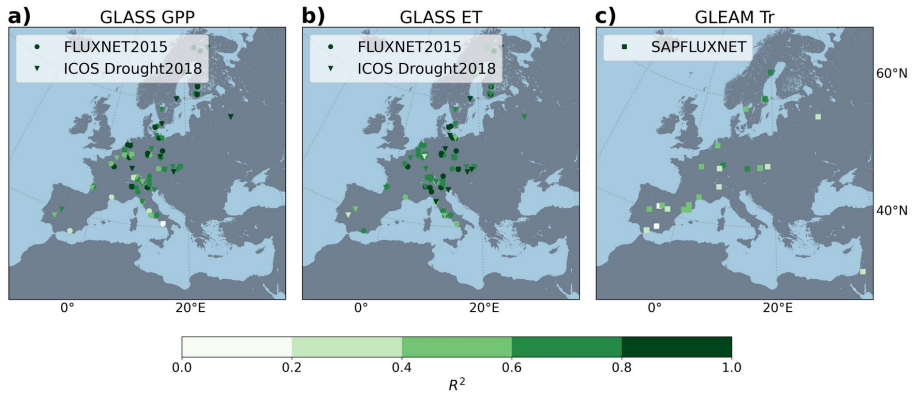 a) GLASS GPP
FLUXNET2015
ICOS Drought2018
0°
20°E
b) GLASS ET
FLUXNET2015
ICOS Drought2018
0°
20°E
c) GLEAM Tr
SAPFLUXNET
60°N
40°N
0°
20°E
0.0 0.2 0.4 0.6 0.8 1.0
R²